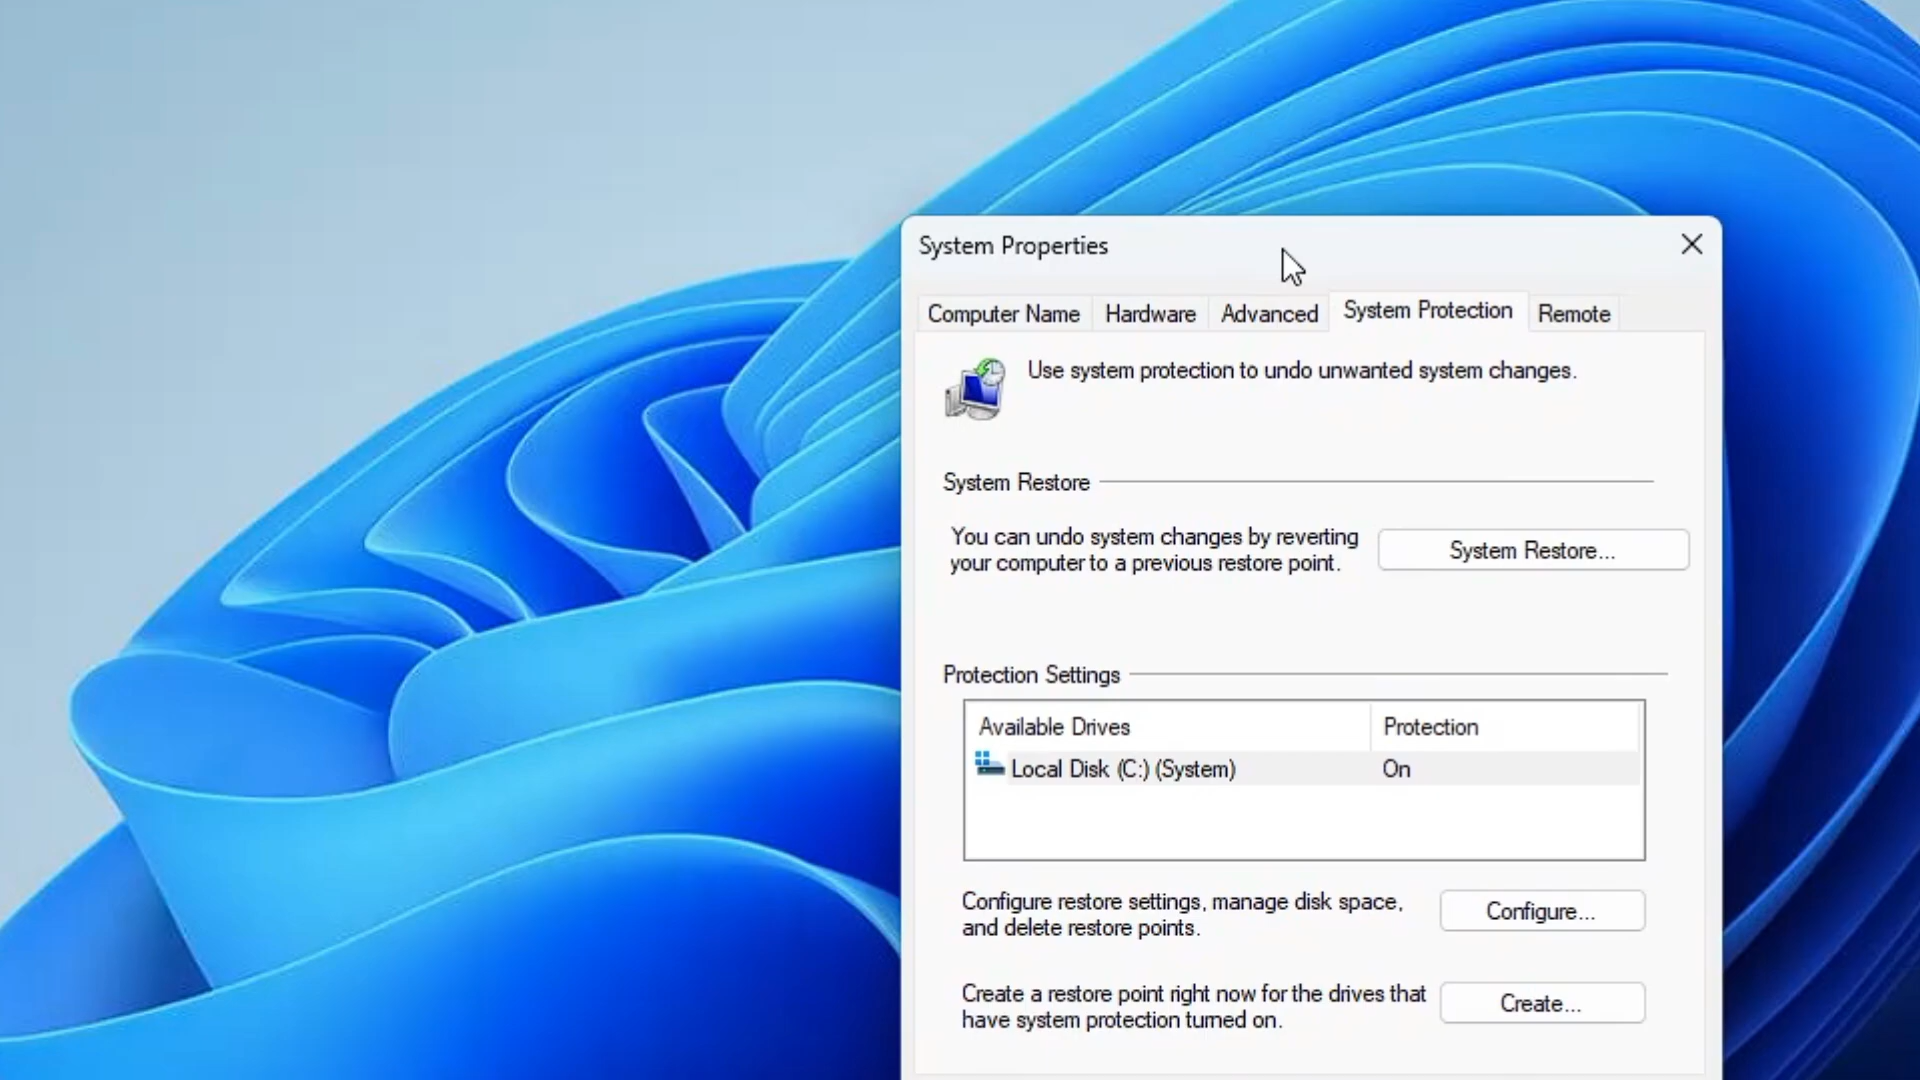 System Properties
Computer Name Hardware Advanced System Protection Remote
Use system protection to undo unwanted system changes.
System Restore
You can undo system changes by reverting
your computer to a previous restore point.
System Restore...
Protection Settings
Available Drives Protection
Local Disk (C:) (System) On
Configure restore settings, manage disk space,
and delete restore points.
Configure...
Create a restore point right now for the drives that
have system protection turned on.
Create...